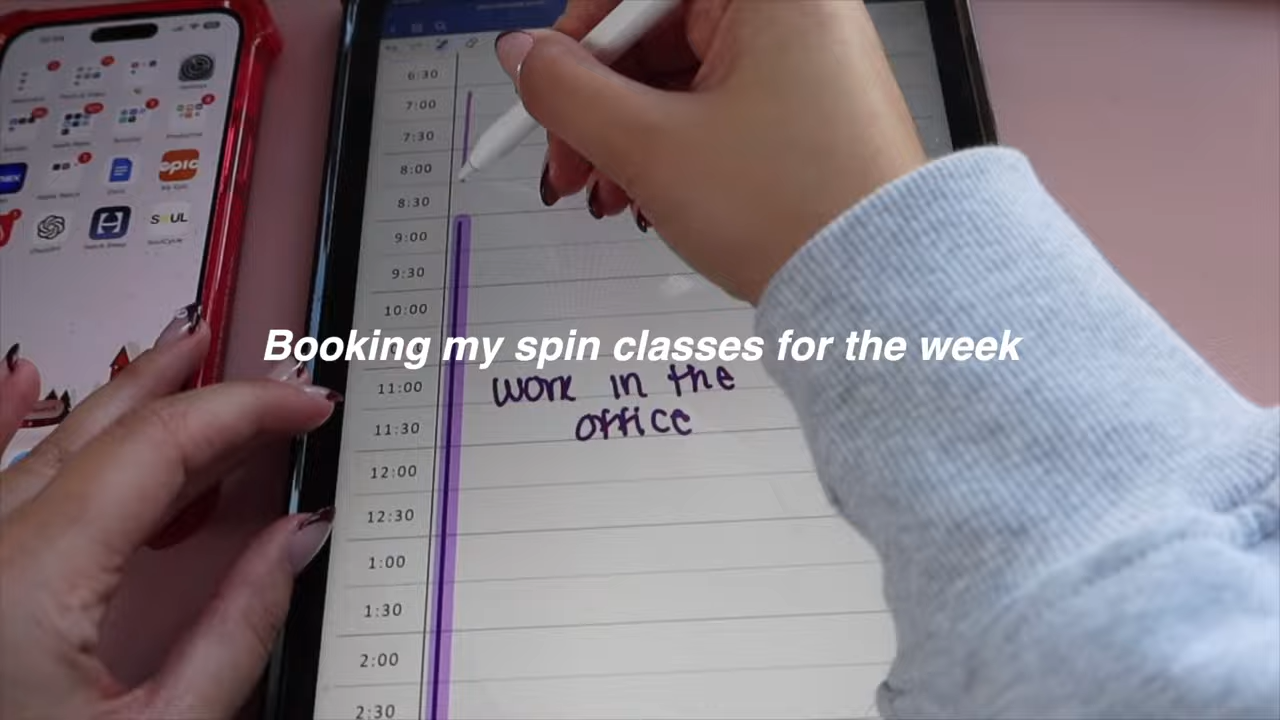 6:30
7:00
7:30
8:00
8:30
9:00
9:30
10:00
Booking my spin classes for the week
11:00
work in the
11:30
office
12:00
12:30
1:00
1:30
2:00
2:30
epic
SOUL
SoulCycle